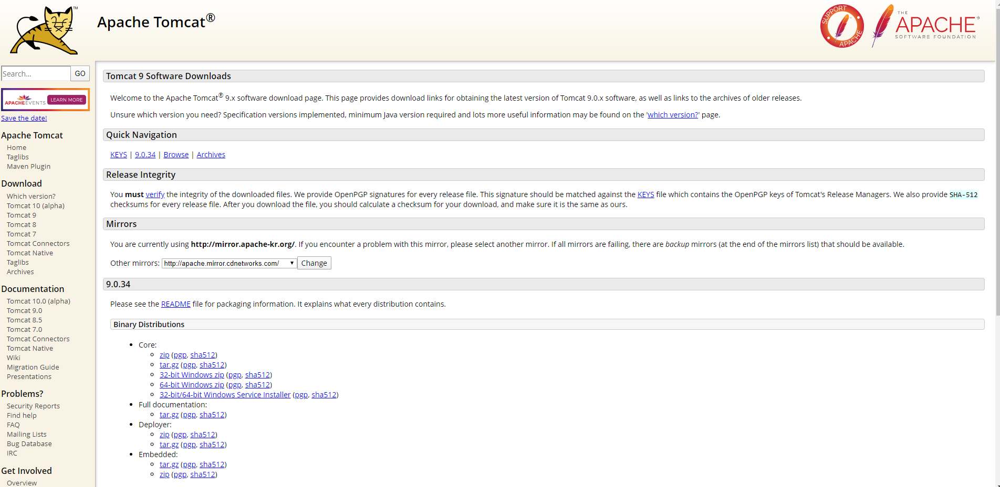 TM
Apache Tomcat®
SUPPORT
APACHE
THE
APACHE®
SOFTWARE FOUNDATION
Search...
GO
APACHEEVENTS
LEARN MORE
Save the date!
Apache Tomcat
Home
Taglibs
Maven Plugin
Download
Which version?
Tomcat 10 (alpha)
Tomcat 9
Tomcat 8
Tomcat 7
Tomcat Connectors
Tomcat Native
Taglibs
Archives
Documentation
Tomcat 10.0 (alpha)
Tomcat 9.0
Tomcat 8.5
Tomcat 7.0
Tomcat Connectors
Tomcat Native
Wiki
Migration Guide
Presentations
Problems?
Security Reports
Find help
FAQ
Mailing Lists
Bug Database
IRC
Get Involved
Overview
Tomcat 9 Software Downloads
Welcome to the Apache Tomcat® 9.x software download page. This page provides download links for obtaining the latest version of Tomcat 9.0.x software, as well as links to the archives of older releases.
Unsure which version you need? Specification versions implemented, minimum Java version required and lots more useful information may be found on the 'which version?' page.
Quick Navigation
KEYS | 9.0.34 | Browse | Archives
Release Integrity
You must verify the integrity of the downloaded files. We provide OpenPGP signatures for every release file. This signature should be matched against the KEYS file which contains the OpenPGP keys of Tomcat's Release Managers. We also provide SHA-512
checksums for every release file. After you download the file, you should calculate a checksum for your download, and make sure it is the same as ours.
Mirrors
You are currently using http://mirror.apache-kr.org/. If you encounter a problem with this mirror, please select another mirror. If all mirrors are failing, there are backup mirrors (at the end of the mirrors list) that should be available.
Other mirrors: http://apache.mirror.cdnetworks.com/ Change
9.0.34
Please see the README file for packaging information. It explains what every distribution contains.
Binary Distributions
Core:
zip (pgp, sha512)
tar.gz (pgp, sha512)
32-bit Windows zip (pgp, sha512)
64-bit Windows zip (pgp, sha512)
32-bit/64-bit Windows Service Installer (pgp, sha512)
Full documentation:
tar.gz (pgp, sha512)
Deployer:
zip (pgp, sha512)
tar.gz (pgp, sha512)
Embedded:
tar.gz (pgp, sha512)
zip (pgp, sha512)